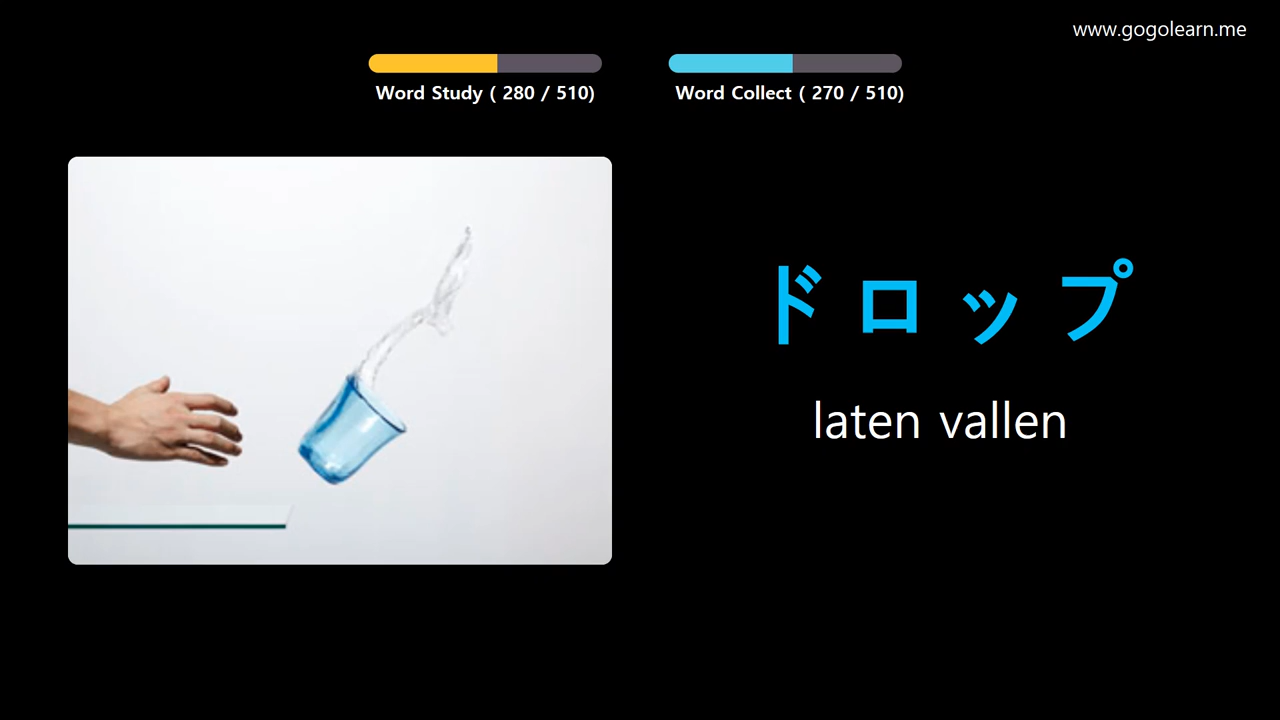 www.gogolearn.me
Word Study ( 280 / 510)
Word Collect ( 270 / 510)
ドロップ
laten vallen